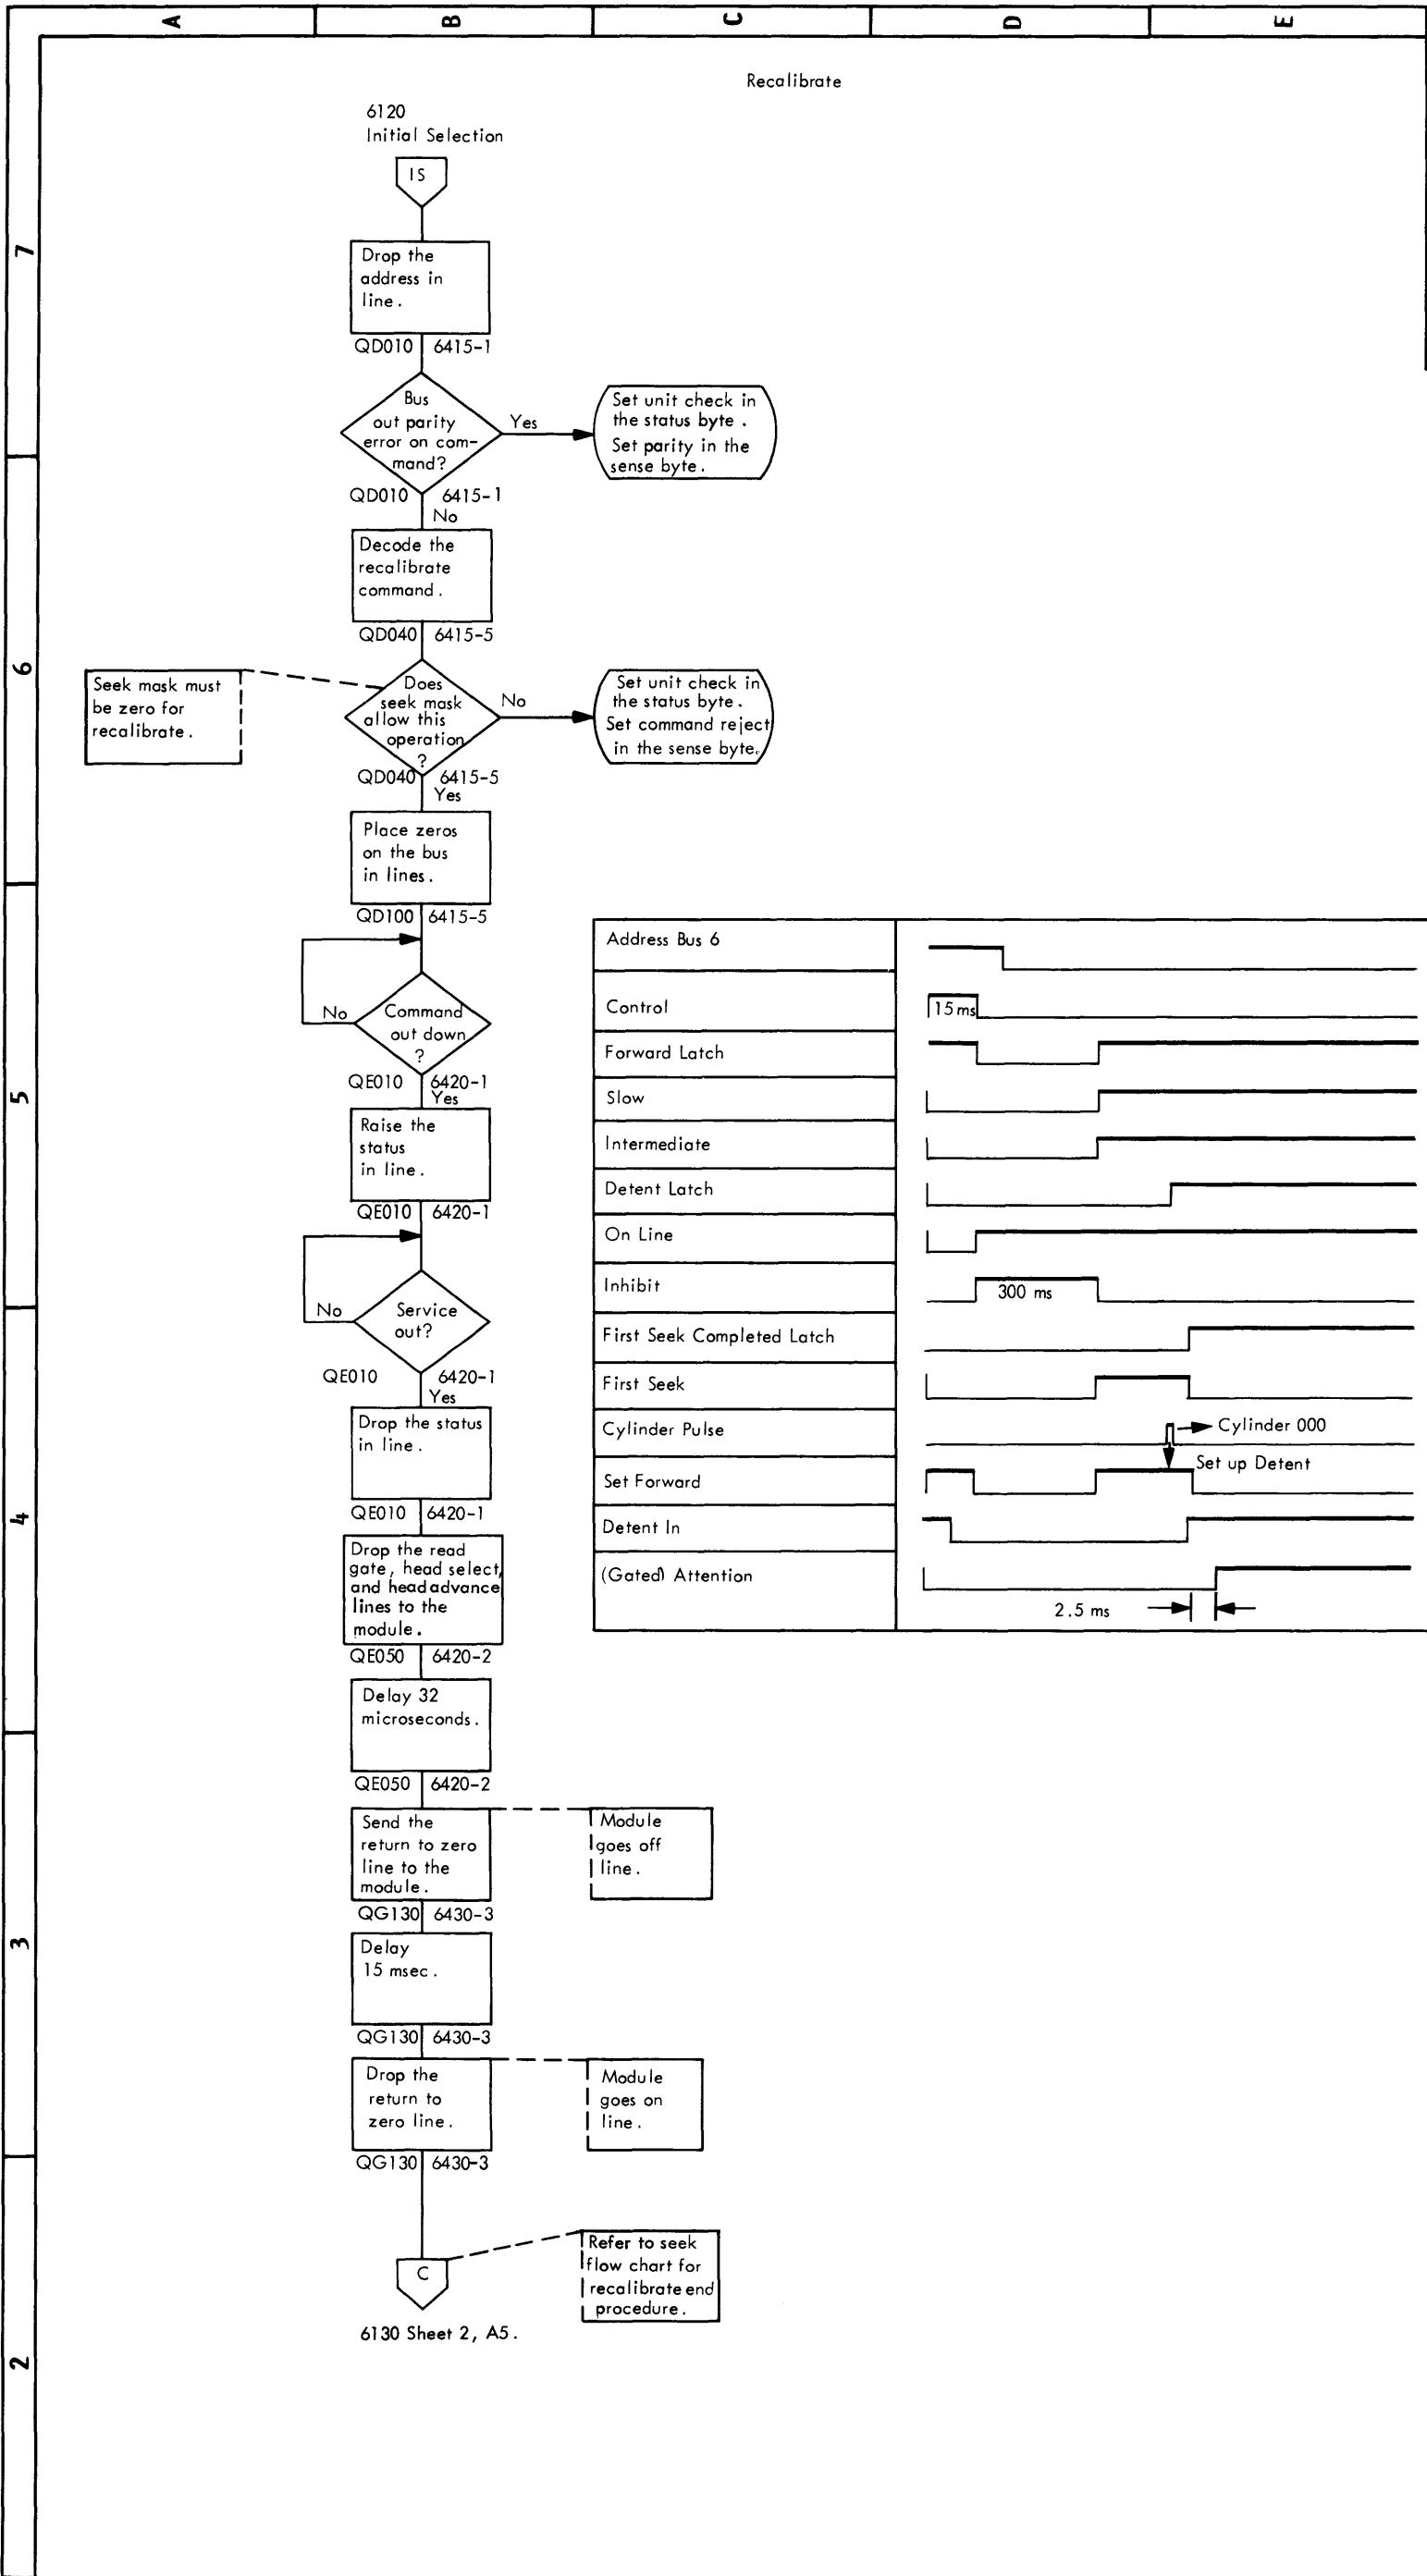 A
B
C
D
E
Recalibrate
6120
Initial Selection
IS
7
Drop the
address in
line.
QD010 6415-1
Bus
out parity
error on com-
mand?
Yes
Set unit check in
the status byte.
Set parity in the
sense byte.
QD010 6415-1
No
Decode the
recalibrate
command.
QD040 6415-5
6
Seek mask must
be zero for
recalibrate.
Does
seek mask
allow this
operation
?
No
Set unit check in
the status byte.
Set command reject
in the sense byte.
QD040 6415-5
Yes
Place zeros
on the bus
in lines.
QD100 6415-5
No
Command
out down
?
QE010 6420-1
Yes
5
Raise the
status
in line.
QE010 6420-1
No
Service
out?
QE010 6420-1
Yes
Drop the status
in line.
QE010 6420-1
4
Drop the read
gate, head select,
and head advance
lines to the
module.
QE050 6420-2
Delay 32
microseconds.
QE050 6420-2
Send the
return to zero
line to the
module.
Module
goes off
line.
QG130 6430-3
3
Delay
15 msec.
QG130 6430-3
Drop the
return to
zero line.
Module
goes on
line.
QG130 6430-3
C
Refer to seek
flow chart for
recalibrate end
procedure.
6130 Sheet 2, A5.
2
Address Bus 6
Control
15 ms
Forward Latch
Slow
Intermediate
Detent Latch
On Line
Inhibit
300 ms
First Seek Completed Latch
First Seek
Cylinder Pulse
Cylinder 000
Set up Detent
Set Forward
Detent In
(Gated) Attention
2.5 ms